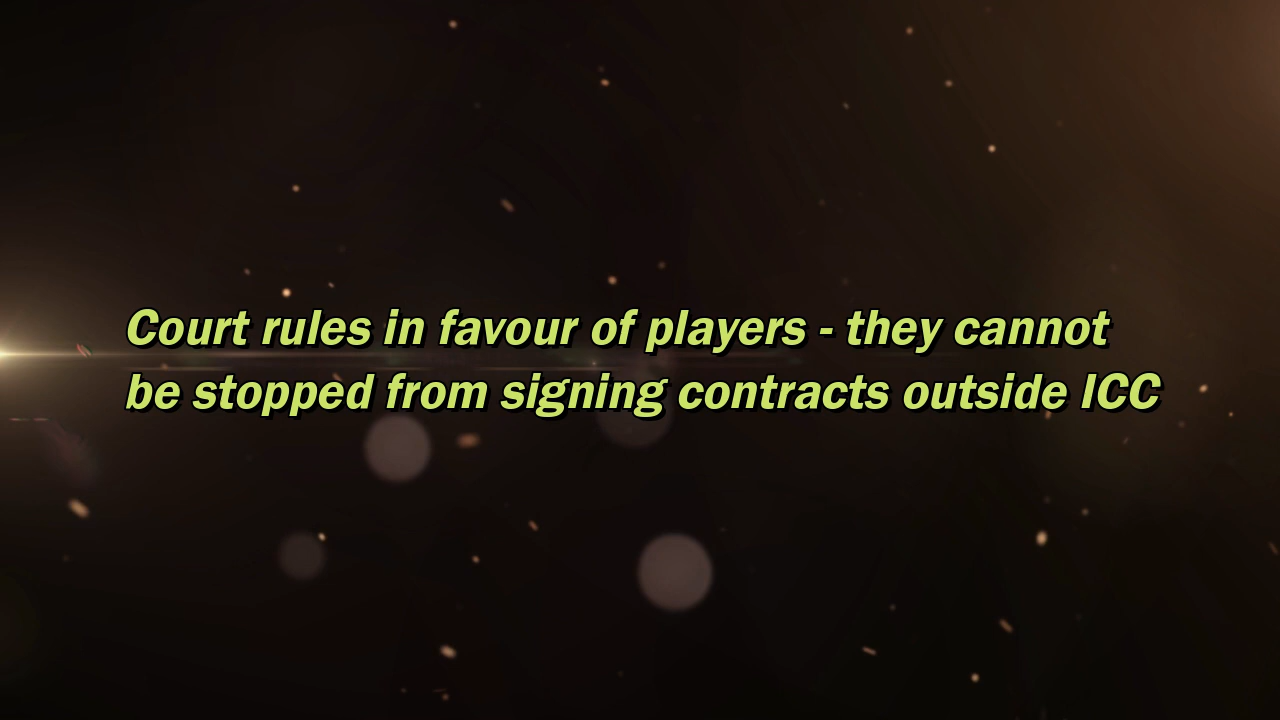 Court rules in favour of players - they cannot
be stopped from signing contracts outside ICC